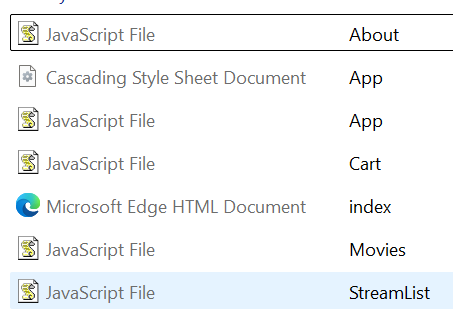 JavaScript File About
Cascading Style Sheet Document App
JavaScript File App
JavaScript File Cart
Microsoft Edge HTML Document index
JavaScript File Movies
JavaScript File StreamList